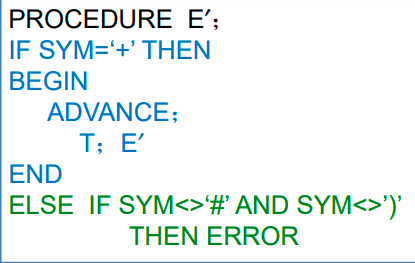 PROCEDURE E′；
IF SYM=‘+’ THEN
BEGIN
ADVANCE；
T；E′
END
ELSE IF SYM<>‘#’ AND SYM<>’)’
THEN ERROR